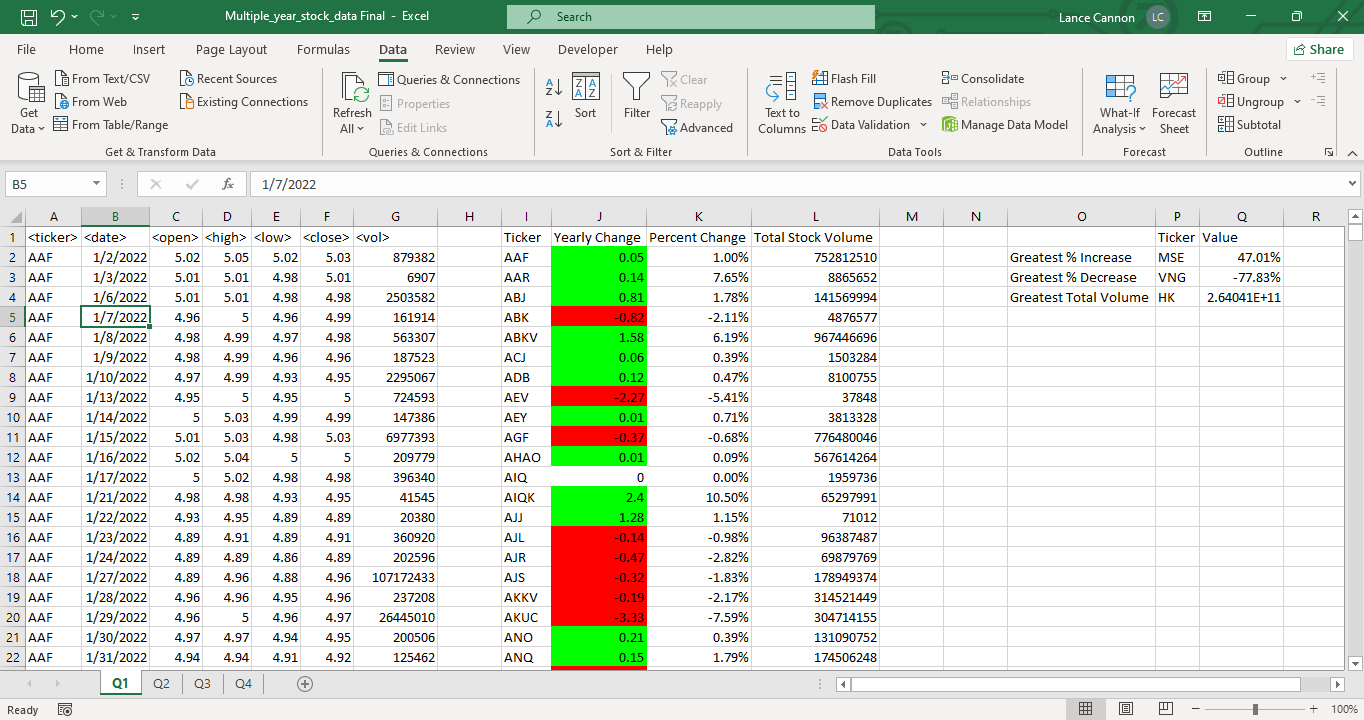 Multiple_year_stock_data Final - Excel
Search
Lance Cannon LC
File Home Insert Page Layout Formulas Data Review View Developer Help
Share
Get Data
From Text/CSV
From Web
From Table/Range
Recent Sources
Existing Connections
Get & Transform Data
Refresh All
Queries & Connections
Properties
Edit Links
Queries & Connections
Sort
Filter
Clear
Reapply
Advanced
Sort & Filter
Text to Columns
Flash Fill
Remove Duplicates
Data Validation
Consolidate
Relationships
Manage Data Model
Data Tools
What-If Analysis
Forecast Sheet
Forecast
Group
Ungroup
Subtotal
Outline
B5 fx 1/7/2022
A B C D E F G H I J K L M N O P Q R
1 <ticker> <date> <open> <high> <low> <close> <vol> Ticker Yearly Change Percent Change Total Stock Volume Ticker Value
2 AAF 1/2/2022 5.02 5.05 5.02 5.03 879382 AAF 0.05 1.00% 752812510 Greatest % Increase MSE 47.01%
3 AAF 1/3/2022 5.01 5.01 4.98 5.01 6907 AAR 0.14 7.65% 8865652 Greatest % Decrease VNG -77.83%
4 AAF 1/6/2022 5.01 5.01 4.98 4.98 2503582 ABJ 0.81 1.78% 141569994 Greatest Total Volume HK 2.64041E+11
5 AAF 1/7/2022 4.96 5 4.96 4.99 161914 ABK -0.82 -2.11% 4876577
6 AAF 1/8/2022 4.98 4.99 4.97 4.98 563307 ABKV 1.58 6.19% 967446696
7 AAF 1/9/2022 4.98 4.99 4.96 4.96 187523 ACJ 0.06 0.39% 1503284
8 AAF 1/10/2022 4.97 4.99 4.93 4.95 2295067 ADB 0.12 0.47% 8100755
9 AAF 1/13/2022 4.95 5 4.95 5 724593 AEV -2.27 -5.41% 37848
10 AAF 1/14/2022 5 5.03 4.99 4.99 147386 AEY 0.01 0.71% 3813328
11 AAF 1/15/2022 5.01 5.03 4.98 5.03 6977393 AGF -0.37 -0.68% 776480046
12 AAF 1/16/2022 5.02 5.04 5 5 209779 AHAO 0.01 0.09% 567614264
13 AAF 1/17/2022 5 5.02 4.98 4.98 396340 AIQ 0 0.00% 1959736
14 AAF 1/21/2022 4.98 4.98 4.93 4.95 41545 AIQK 2.4 10.50% 65297991
15 AAF 1/22/2022 4.93 4.95 4.89 4.89 20380 AJJ 1.28 1.15% 71012
16 AAF 1/23/2022 4.89 4.91 4.89 4.91 360920 AJL -0.14 -0.98% 96387487
17 AAF 1/24/2022 4.89 4.89 4.86 4.89 202596 AJR -0.47 -2.82% 69879769
18 AAF 1/27/2022 4.89 4.96 4.88 4.96 107172433 AJS -0.32 -1.83% 178949374
19 AAF 1/28/2022 4.96 4.96 4.95 4.96 237208 AKKV -0.19 -2.17% 314521449
20 AAF 1/29/2022 4.96 5 4.96 4.97 26445010 AKUC -3.33 -7.59% 304714155
21 AAF 1/30/2022 4.97 4.97 4.94 4.95 200506 ANO 0.21 0.39% 131090752
22 AAF 1/31/2022 4.94 4.94 4.91 4.92 125462 ANQ 0.15 1.79% 174506248
Q1 Q2 Q3 Q4
Ready
100%